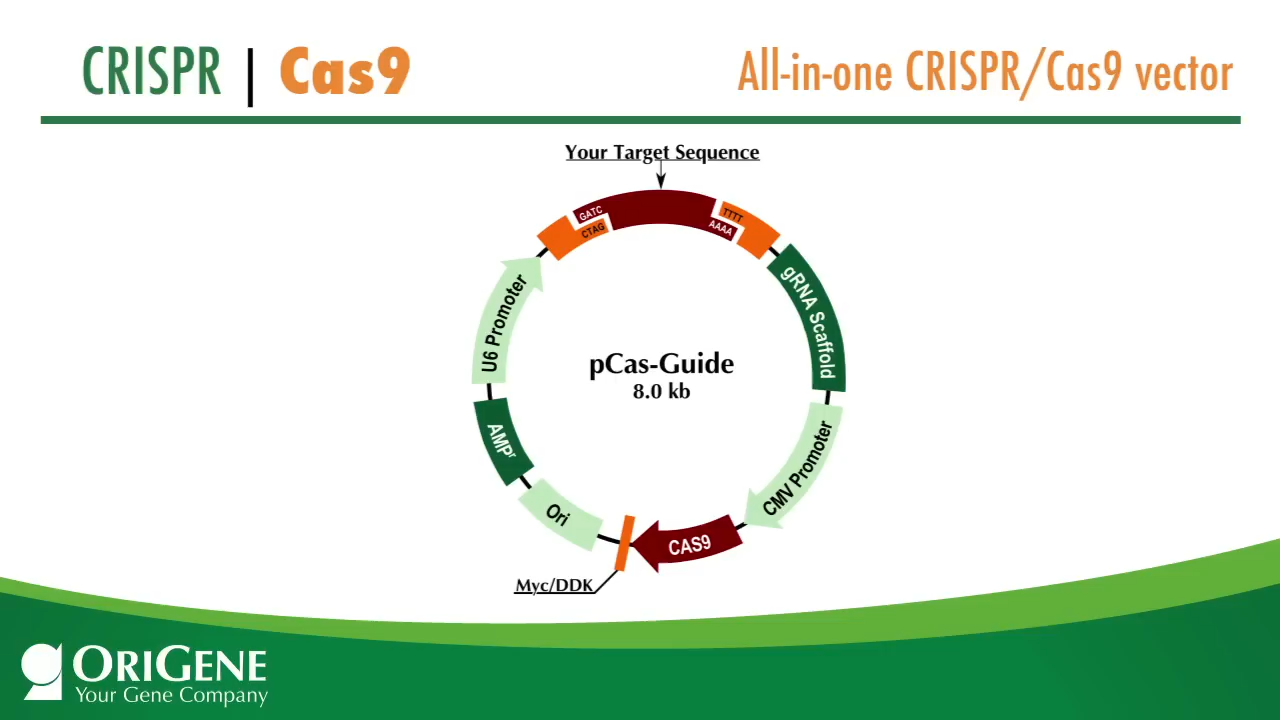 CRISPR | Cas9
All-in-one CRISPR/Cas9 vector
Your Target Sequence
GATC
CTAG
TTTT
AAAA
U6 Promoter
gRNA Scaffold
pCas-Guide
8.0 kb
AMPʳ
CMV Promoter
Ori
CAS9
Myc/DDK
ORIGENE
Your Gene Company